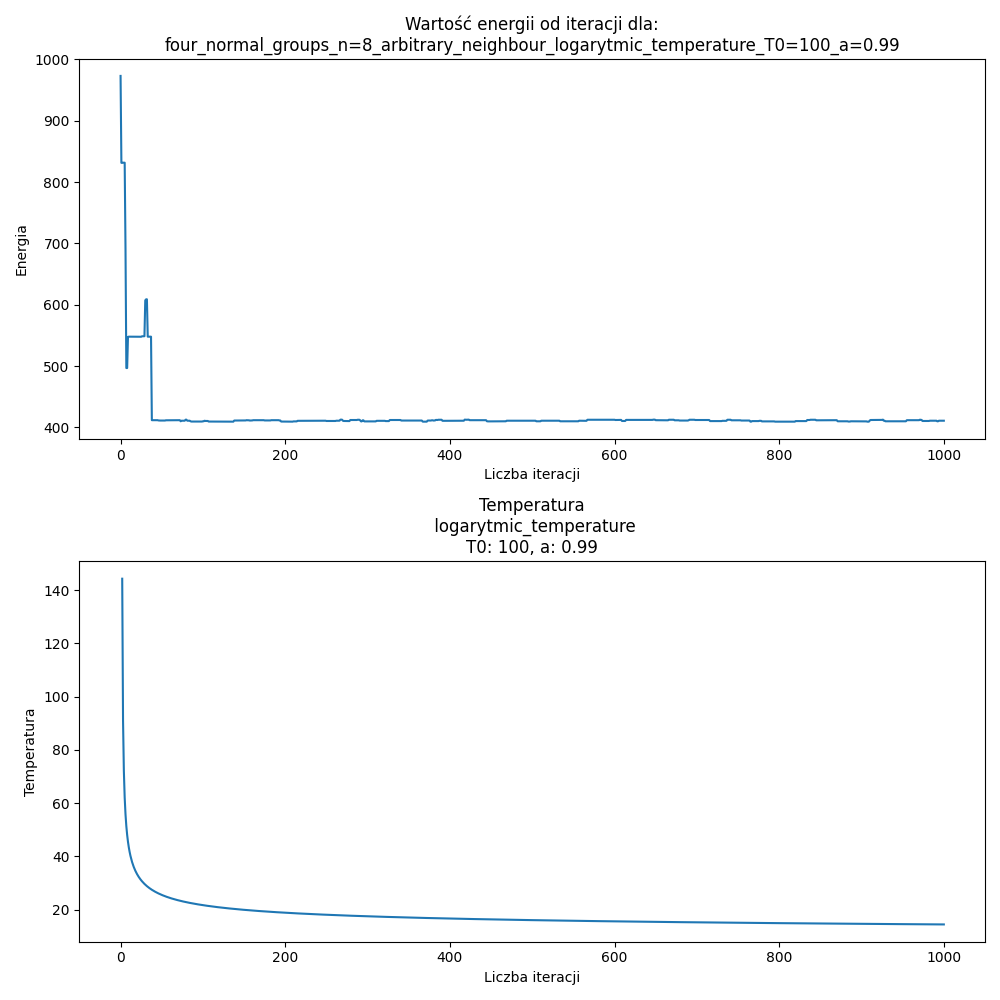 Wartość energii od iteracji dla:
four_normal_groups_n=8_arbitrary_neighbour_logarytmic_temperature_T0=100_a=0.99
1000
900
800
700
600
500
400
Energia
0 200 400 600 800 1000
Liczba iteracji
Temperatura
logarytmic_temperature
T0: 100, a: 0.99
140
120
100
80
60
40
20
Temperatura
0 200 400 600 800 1000
Liczba iteracji